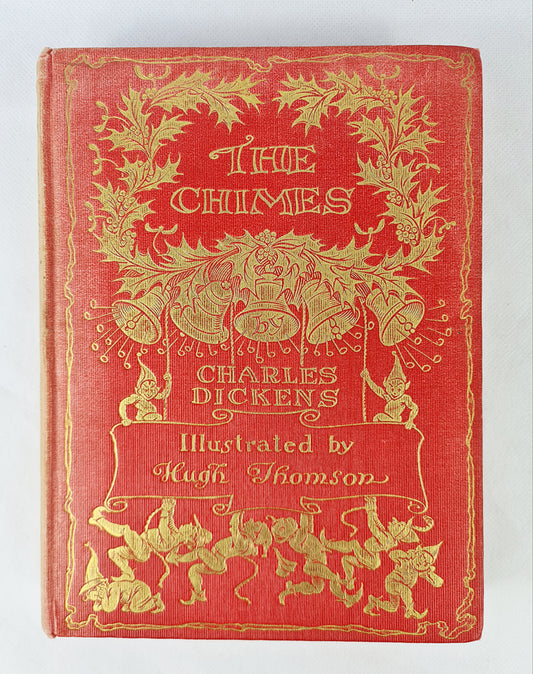 THE
CHIMES
by
CHARLES
DICKENS
Illustrated by
Hugh Thomson